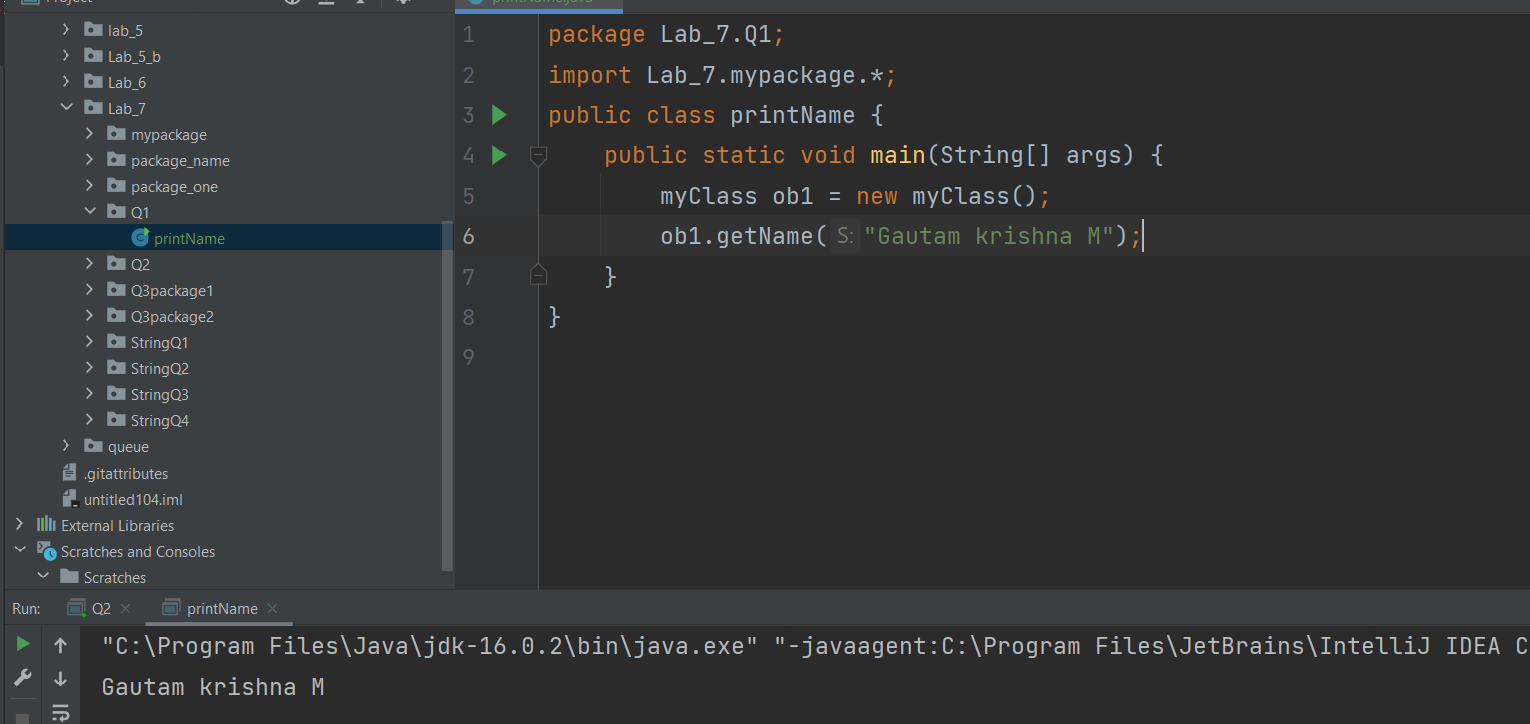 Project
printName.java
lab_5
Lab_5_b
Lab_6
Lab_7
mypackage
package_name
package_one
Q1
printName
Q2
Q3package1
Q3package2
StringQ1
StringQ2
StringQ3
StringQ4
queue
.gitattributes
untitled104.iml
External Libraries
Scratches and Consoles
Scratches
1 package Lab_7.Q1;
2 import Lab_7.mypackage.*;
3 public class printName {
4 public static void main(String[] args) {
5 myClass ob1 = new myClass();
6 ob1.getName( S: "Gautam krishna M");
7 }
8 }
9
Run: Q2 printName
"C:\Program Files\Java\jdk-16.0.2\bin\java.exe" "-javaagent:C:\Program Files\JetBrains\IntelliJ IDEA C
Gautam krishna M